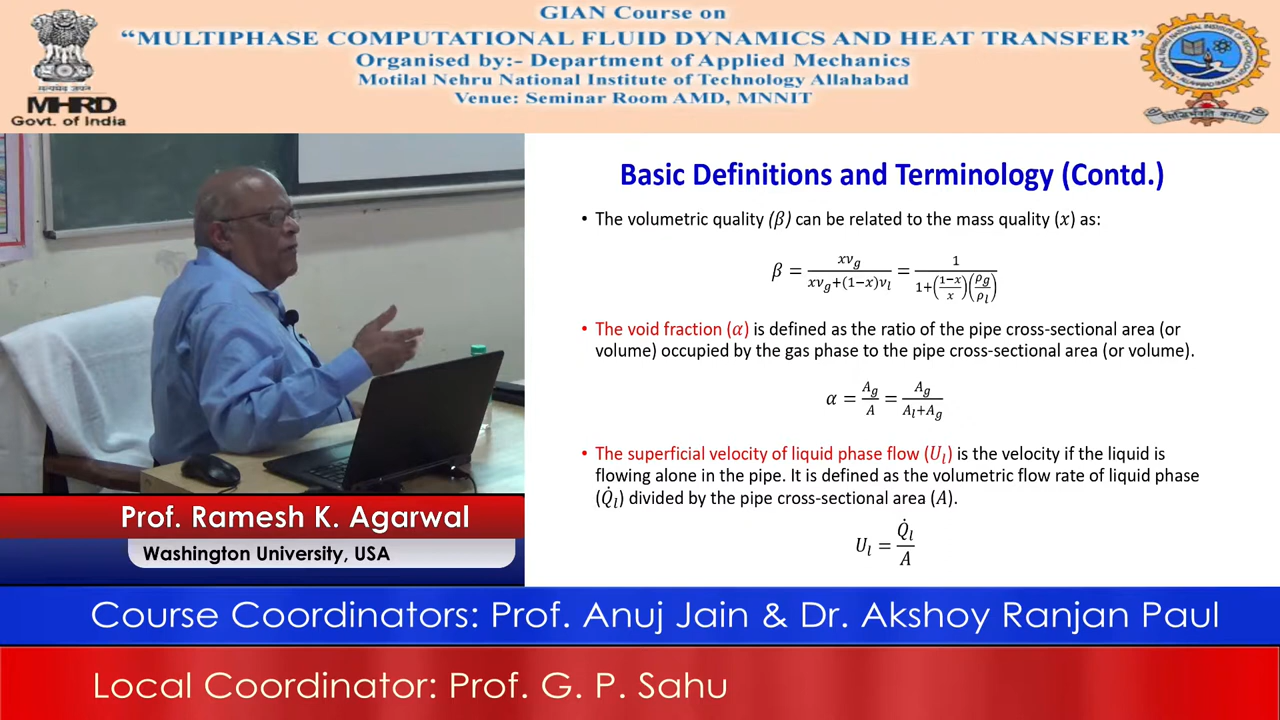 GIAN Course on
“MULTIPHASE COMPUTATIONAL FLUID DYNAMICS AND HEAT TRANSFER”
Organised by:- Department of Applied Mechanics
Motilal Nehru National Institute of Technology Allahabad
Venue: Seminar Room AMD, MNNIT
सत्यमेव जयते
MHRD
Govt. of India
Basic Definitions and Terminology (Contd.)
• The volumetric quality (β) can be related to the mass quality (x) as:
β = xv_g / (xv_g+(1−x)v_l) = 1 / (1+((1−x)/x)(ρ_g/ρ_l))
• The void fraction (α) is defined as the ratio of the pipe cross-sectional area (or
volume) occupied by the gas phase to the pipe cross-sectional area (or volume).
α = A_g / A = A_g / (A_l+A_g)
• The superficial velocity of liquid phase flow (U_l) is the velocity if the liquid is
flowing alone in the pipe. It is defined as the volumetric flow rate of liquid phase
(Q̇_l) divided by the pipe cross-sectional area (A).
U_l = Q̇_l / A
Prof. Ramesh K. Agarwal
Washington University, USA
Course Coordinators: Prof. Anuj Jain & Dr. Akshoy Ranjan Paul
Local Coordinator: Prof. G. P. Sahu